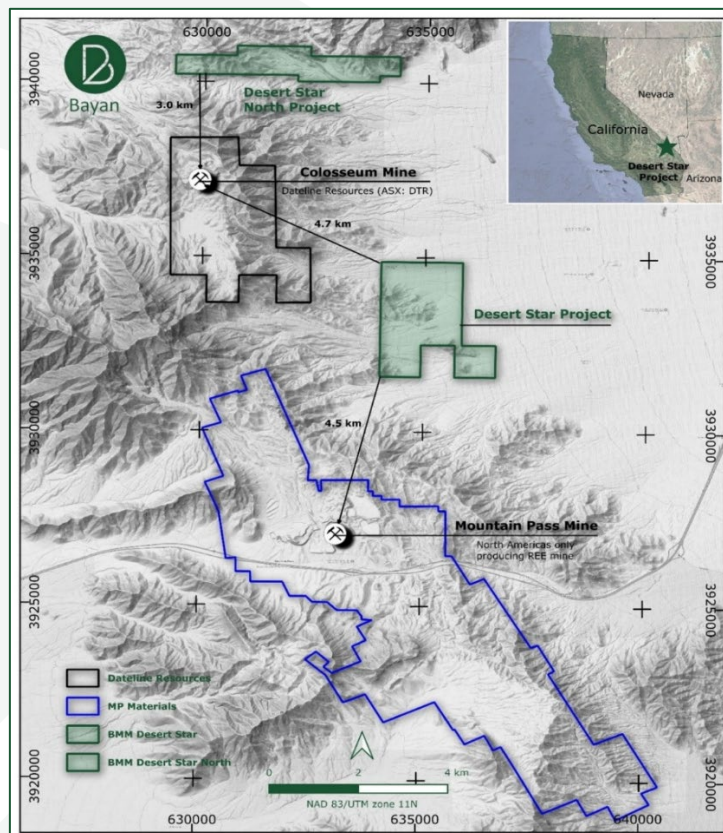 630000
635000
Bayan
Desert Star
North Project
3.0 km
3940000
Colosseum Mine
Dateline Resources (ASX: DTR)
4.7 km
Nevada
California
Desert Star
Project
Arizona
3935000
3935000
Desert Star Project
4.5 km
3930000
3930000
Mountain Pass Mine
North Americas only
producing REE mine
3925000
3925000
Dateline Resources
MP Materials
BMM Desert Star
BMM Desert Star North
3920000
3920000
0 2 4 km
NAD 83/UTM zone 11N
630000
635000
640000